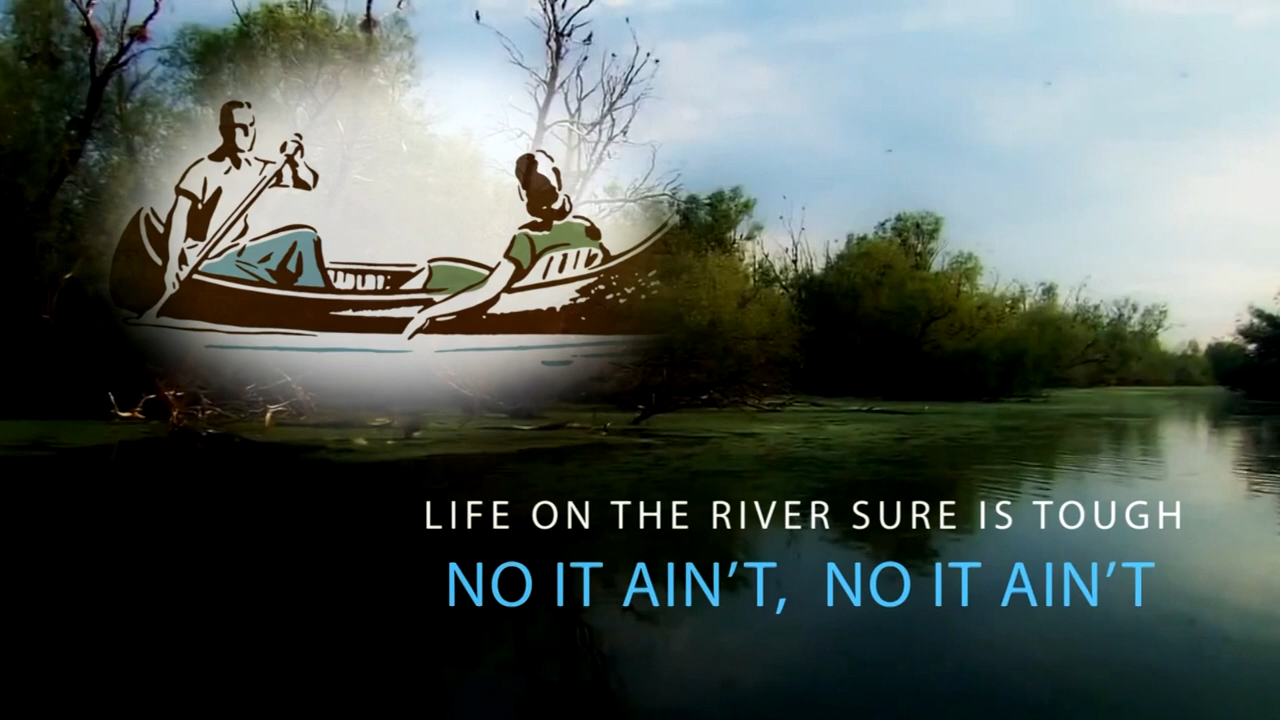 LIFE ON THE RIVER SURE IS TOUGH
NO IT AIN’T, NO IT AIN’T